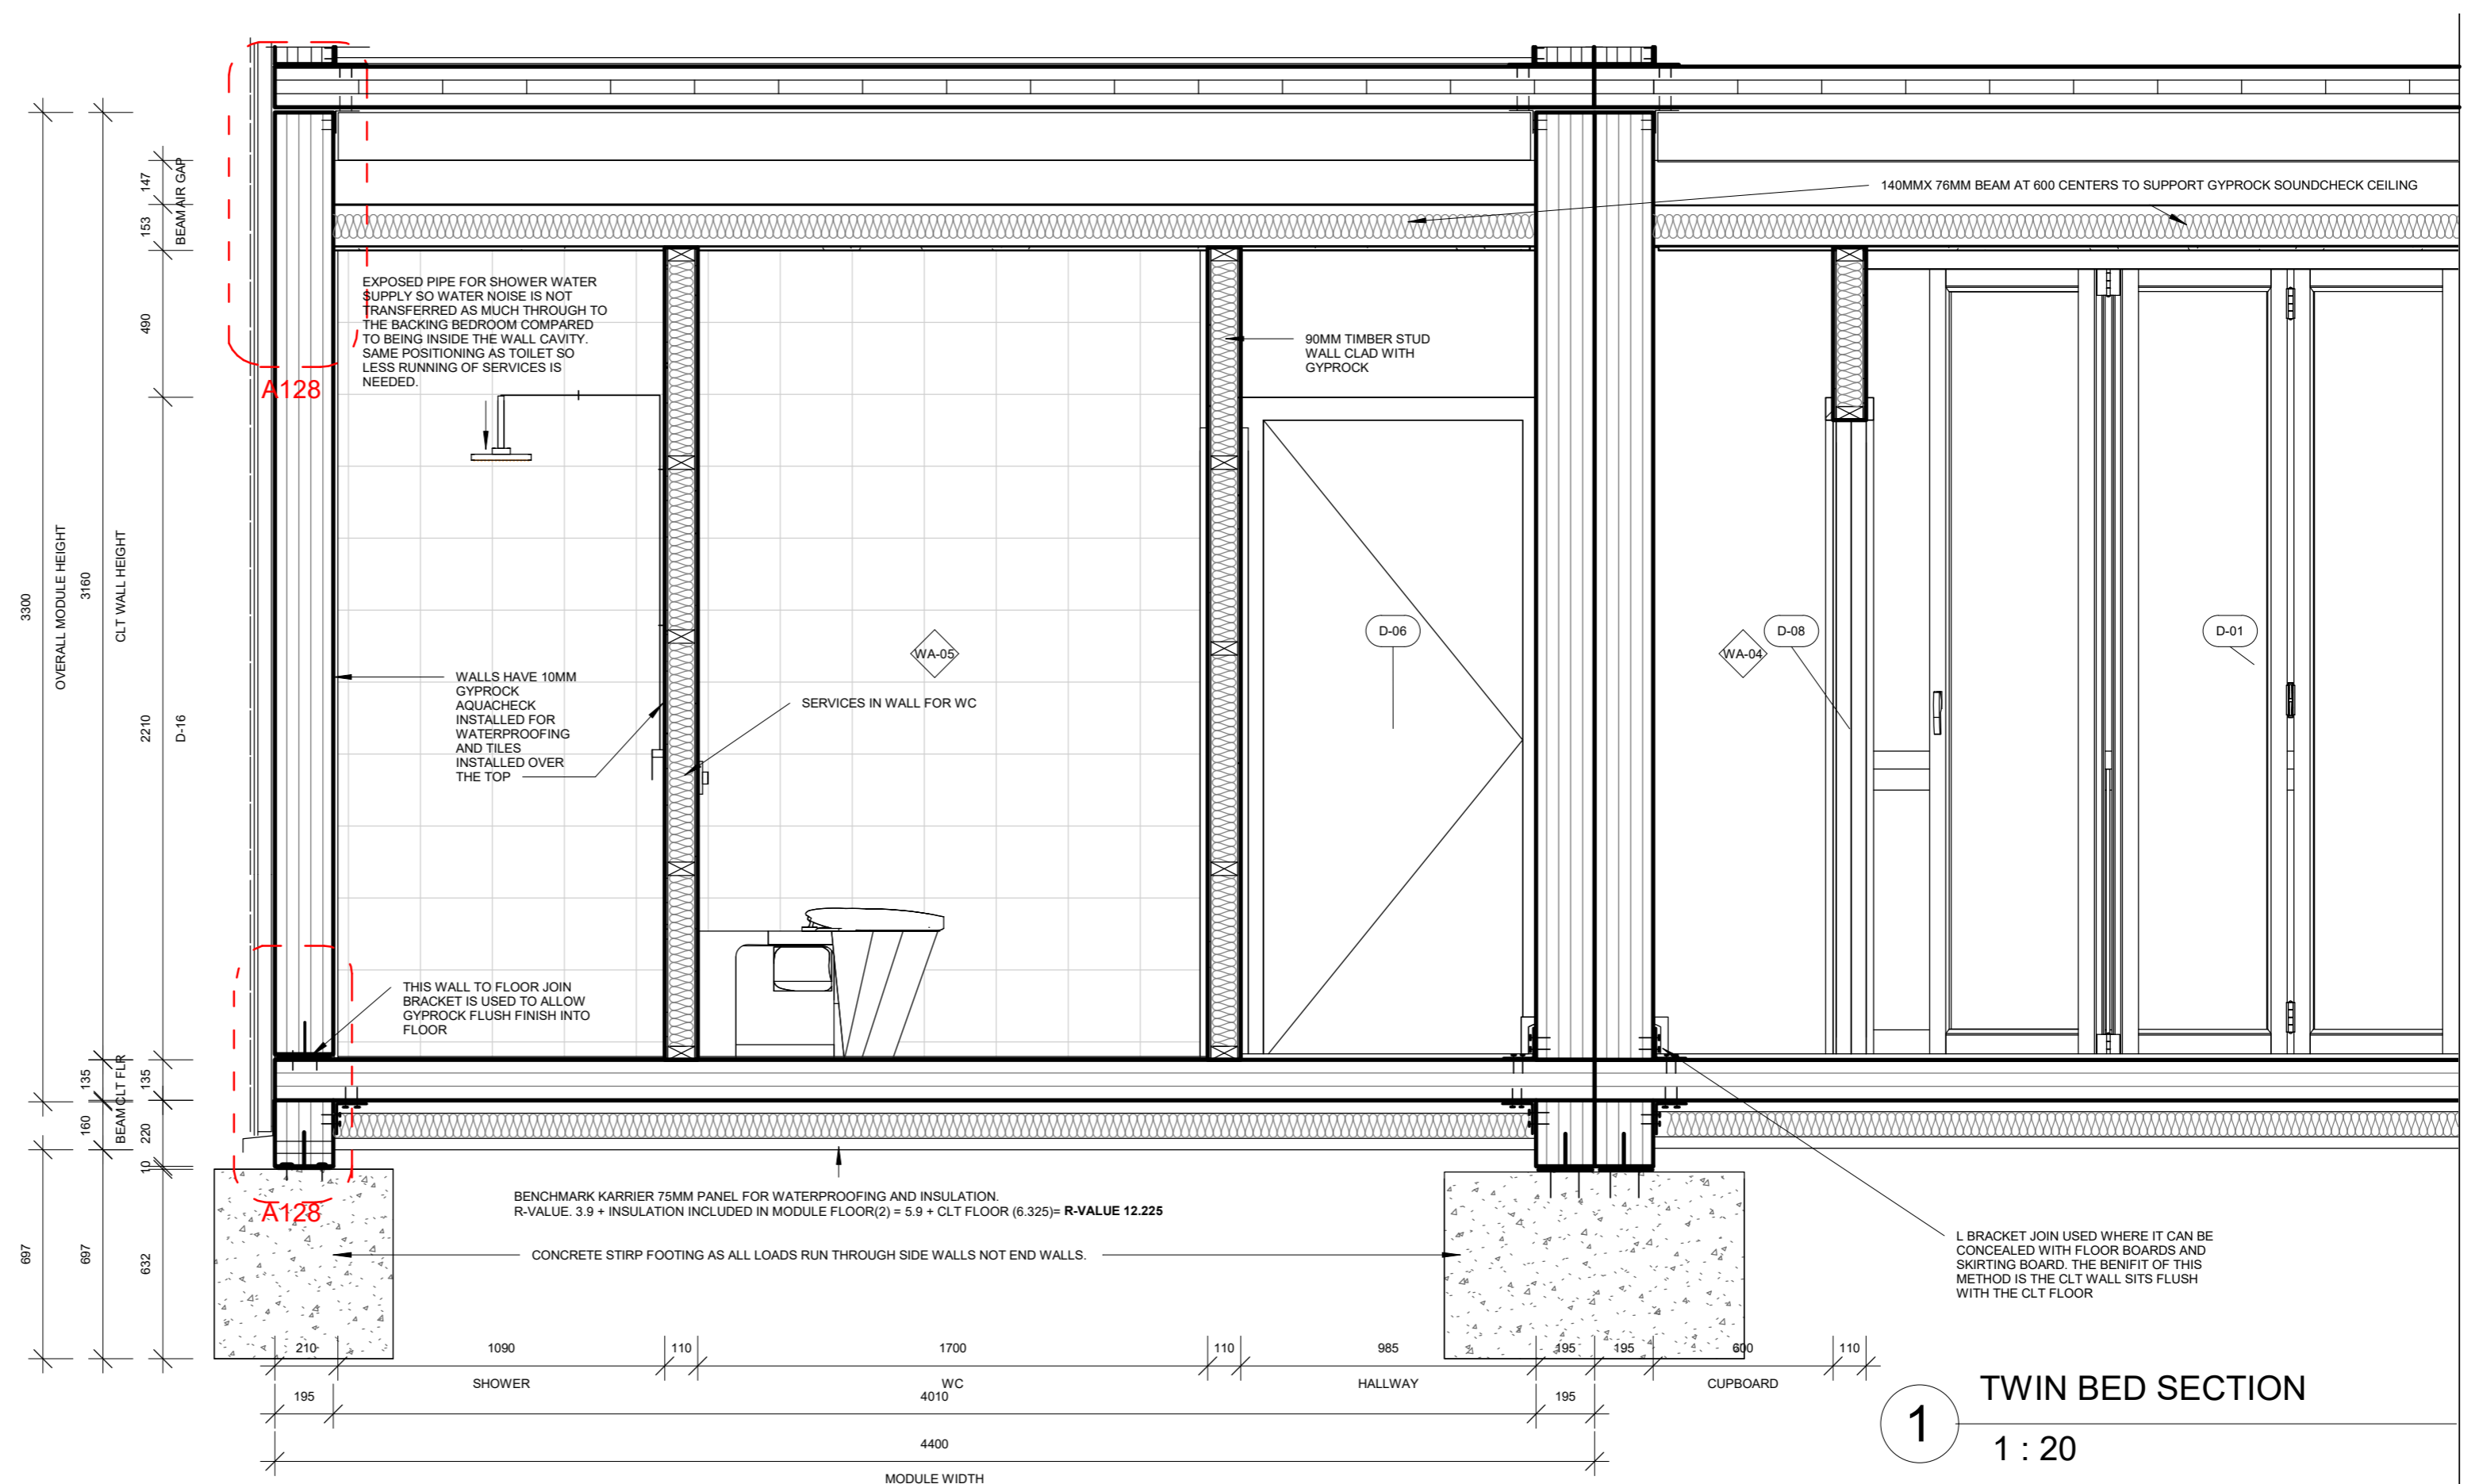 147
BEAM AIR GAP
153
140MMX 76MM BEAM AT 600 CENTERS TO SUPPORT GYPROCK SOUNDCHECK CEILING
EXPOSED PIPE FOR SHOWER WATER
SUPPLY SO WATER NOISE IS NOT
TRANSFERRED AS MUCH THROUGH TO
THE BACKING BEDROOM COMPARED
TO BEING INSIDE THE WALL CAVITY.
SAME POSITIONING AS TOILET SO
LESS RUNNING OF SERVICES IS
NEEDED.
490
A128
90MM TIMBER STUD
WALL CLAD WITH
GYPROCK
3300
OVERALL MODULE HEIGHT
3160
CLT WALL HEIGHT
2210
D-16
WALLS HAVE 10MM
GYPROCK
AQUACHECK
INSTALLED FOR
WATERPROOFING
AND TILES
INSTALLED OVER
THE TOP
WA-05
SERVICES IN WALL FOR WC
D-06
WA-04
D-08
D-01
THIS WALL TO FLOOR JOIN
BRACKET IS USED TO ALLOW
GYPROCK FLUSH FINISH INTO
FLOOR
135
CLT FLR
135
160
BEAM
220
10
697
697
632
A128
BENCHMARK KARRIER 75MM PANEL FOR WATERPROOFING AND INSULATION.
R-VALUE. 3.9 + INSULATION INCLUDED IN MODULE FLOOR(2) = 5.9 + CLT FLOOR (6.325)= R-VALUE 12.225
CONCRETE STIRP FOOTING AS ALL LOADS RUN THROUGH SIDE WALLS NOT END WALLS.
L BRACKET JOIN USED WHERE IT CAN BE
CONCEALED WITH FLOOR BOARDS AND
SKIRTING BOARD. THE BENIFIT OF THIS
METHOD IS THE CLT WALL SITS FLUSH
WITH THE CLT FLOOR
210 1090 110 1700 110 985 195 195 600 110
SHOWER WC HALLWAY CUPBOARD
195 4010 195
4400
MODULE WIDTH
1
TWIN BED SECTION
1 : 20